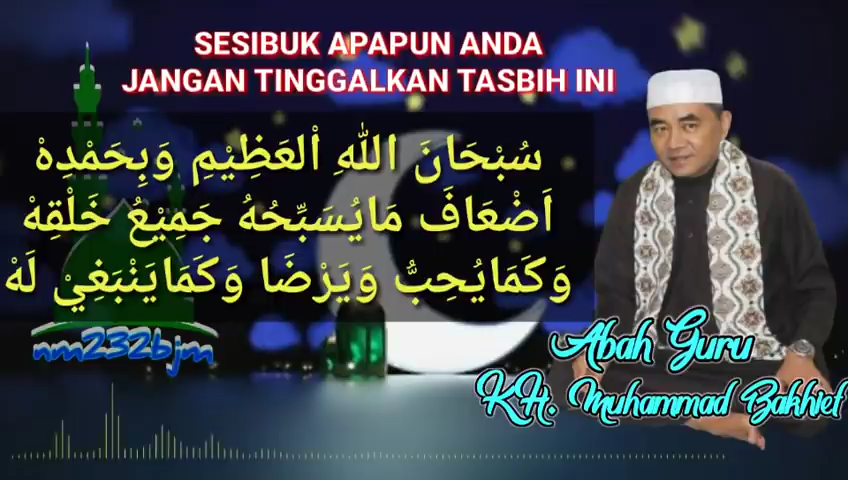 SESIBUK APAPUN ANDA
JANGAN TINGGALKAN TASBIH INI
سُبْحَانَ اللهِ الْعَظِيْمِ وَبِحَمْدِهْ
اَضْعَافَ مَايُسَبِّحُهُ جَمِيْعُ خَلْقِهْ
وَكَمَايُحِبُّ وَيَرْضَا وَكَمَايَنْبَغِيْ لَهْ
nm232bjm
Abah Guru
KH. Muhammad Bakhiet